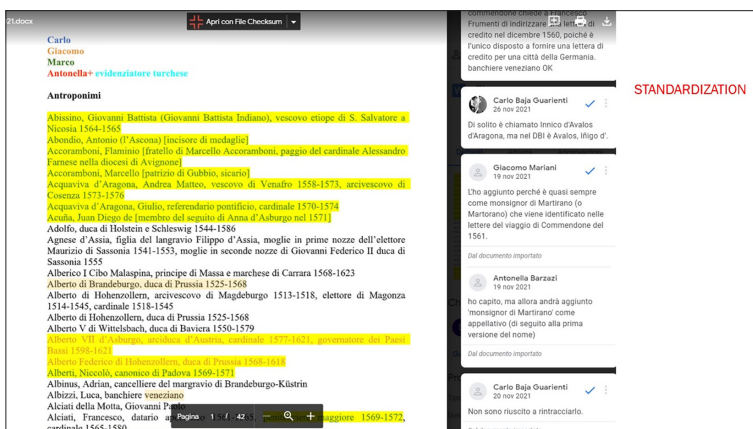 21.docx
Apri con File Checksum
Carlo
Giacomo
Marco
Antonella+ evidenziatore turchese
Antroponimi
Abissino, Giovanni Battista (Giovanni Battista Indiano), vescovo etiope di S. Salvatore a
Nicosia 1564-1565
Abondio, Antonio (l'Ascona) [incisore di medaglie]
Accoramboni, Flaminio [fratello di Marcello Accoramboni, paggio del cardinale Alessandro
Farnese nella diocesi di Avignone]
Accoramboni, Marcello [patrizio di Gubbio, sicario]
Acquaviva d'Aragona, Andrea Matteo, vescovo di Venafro 1558-1573, arcivescovo di
Cosenza 1573-1576
Acquaviva d'Aragona, Giulio, referendario pontificio, cardinale 1570-1574
Acuña, Juan Diego de [membro del seguito di Anna d'Asburgo nel 1571]
Adolfo, duca di Holstein e Schleswig 1544-1586
Agnese d'Assia, figlia del langravio Filippo d'Assia, moglie in prime nozze dell'elettore
Maurizio di Sassonia 1541-1553, moglie in seconde nozze di Giovanni Federico II duca di
Sassonia 1555
Alberico I Cibo Malaspina, principe di Massa e marchese di Carrara 1568-1623
Alberto di Brandeburgo, duca di Prussia 1525-1568
Alberto di Hohenzollern, arcivescovo di Magdeburgo 1513-1518, elettore di Magonza
1514-1545, cardinale 1518-1545
Alberto di Hohenzollern, duca di Prussia 1525-1568
Alberto V di Wittelsbach, duca di Baviera 1550-1579
Alberto VII d'Asburgo, arciduca d'Austria, cardinale 1577-1621, governatore dei Paesi
Bassi 1598-1621
Alberto Federico di Hohenzollern, duca di Prussia 1568-1618
Alberti, Niccolò, canonico di Padova 1569-1571
Albinus, Adrian, cancelliere del margravio di Brandeburgo-Küstrin
Albizzi, Luca, banchiere veneziano
Alciati della Motta, Giovanni Paolo
Alciati, Francesco, datario maggiore 1569-1572,
cardinale 1565-1580
Pagina 1 / 42
commendone chiede a Francesco
Frumenti di indirizzare lettera di
credito nel dicembre 1560, poiché è
l'unico disposto a fornire una lettera di
credito per una città della Germania.
banchiere veneziano OK
Carlo Baja Guarienti
26 nov 2021
Di solito è chiamato Innico d'Avalos
d'Aragona, ma nel DBI è Avalos, Iñigo d'.
Giacomo Mariani
19 nov 2021
L'ho aggiunto perché è quasi sempre
come monsignor di Martirano (o
Martorano) che viene identificato nelle
lettere del viaggio di Commendone del
1561.
Dal documento importato
Antonella Barzazi
19 nov 2021
ho capito, ma allora andrà aggiunto
'monsignor di Martirano' come
appellativo (di seguito alla prima
versione del nome)
Dal documento importato
Carlo Baja Guarienti
20 nov 2021
Non sono riuscito a rintracciarlo.
STANDARDIZATION